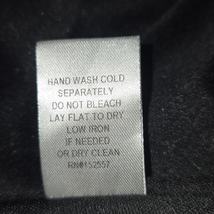 HAND WASH COLD
SEPARATELY
DO NOT BLEACH
LAY FLAT TO DRY
LOW IRON
IF NEEDED
OR DRY CLEAN
RN#152557